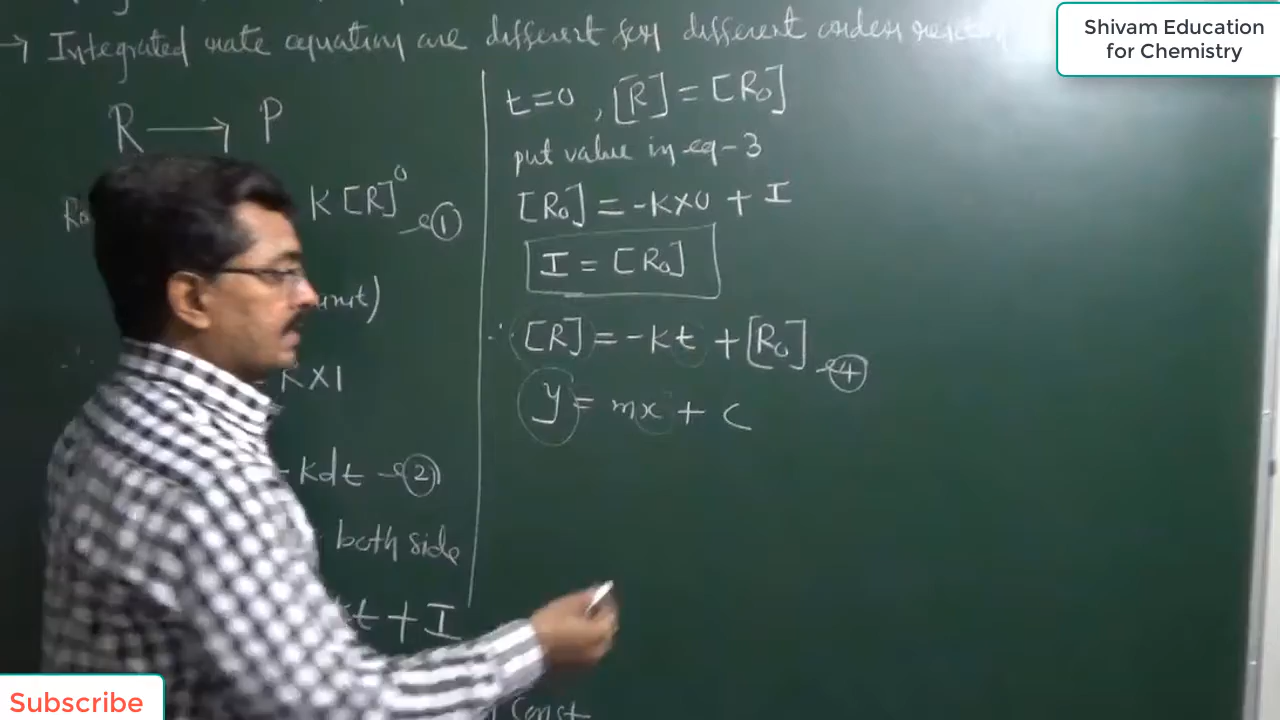 → Integrated rate equation are different for different order
Shivam Education
for Chemistry
R ⟶ P
K[R]⁰ ①
unit)
K×1
- Kdt - ②
both side
t + I
Const
t=0, [R] = [R₀]
put value in eq-3
[R₀] = -K×0 + I
I = [R₀]
∴ [R] = -Kt + [R₀] - ④
y = mx + c
Subscribe